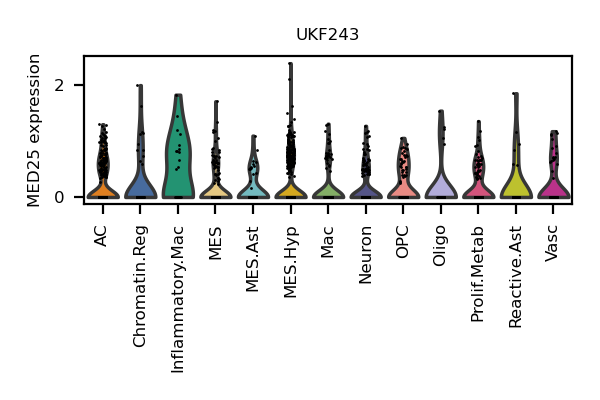 UKF243
MED25 expression
2
0
AC
Chromatin.Reg
Inflammatory.Mac
MES
MES.Ast
MES.Hyp
Mac
Neuron
OPC
Oligo
Prolif.Metab
Reactive.Ast
Vasc